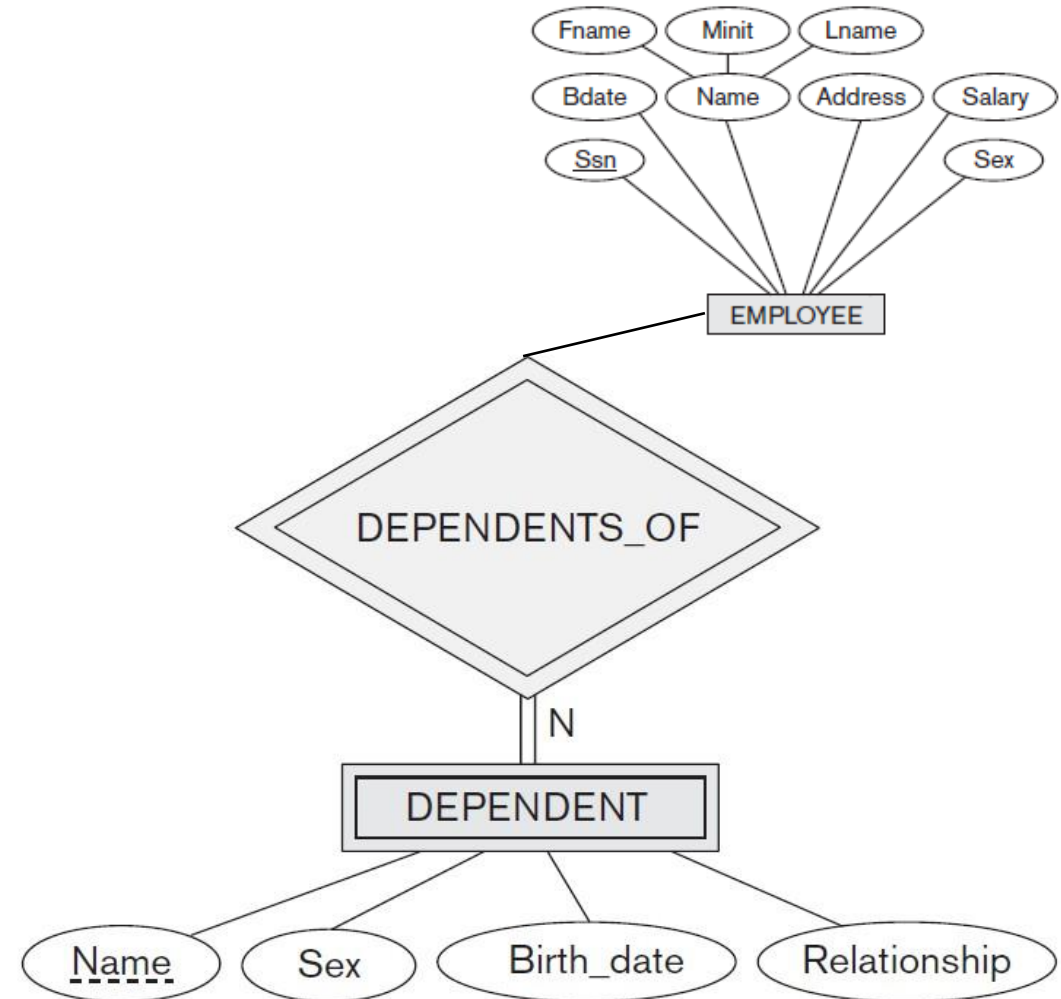 Fname Minit Lname
Bdate Name Address Salary
Ssn Sex
EMPLOYEE
DEPENDENTS_OF
N
DEPENDENT
Name Sex Birth_date Relationship